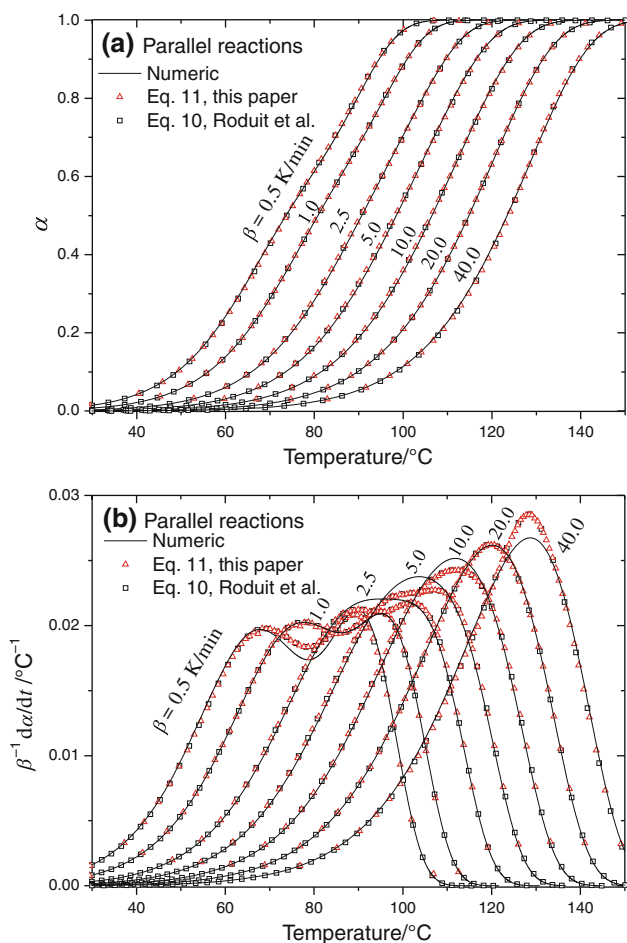 1.0
0.8
0.6
0.4
0.2
0.0
α
(a) Parallel reactions
Numeric
Eq. 11, this paper
Eq. 10, Roduit et al.
β = 0.5 K/min
1.0
2.5
5.0
10.0
20.0
40.0
40 60 80 100 120 140
Temperature/°C
0.03
0.02
0.01
0.00
β⁻¹ dα/dt /°C⁻¹
(b) Parallel reactions
Numeric
Eq. 11, this paper
Eq. 10, Roduit et al.
β = 0.5 K/min
1.0
2.5
5.0
10.0
20.0
40.0
40 60 80 100 120 140
Temperature/°C